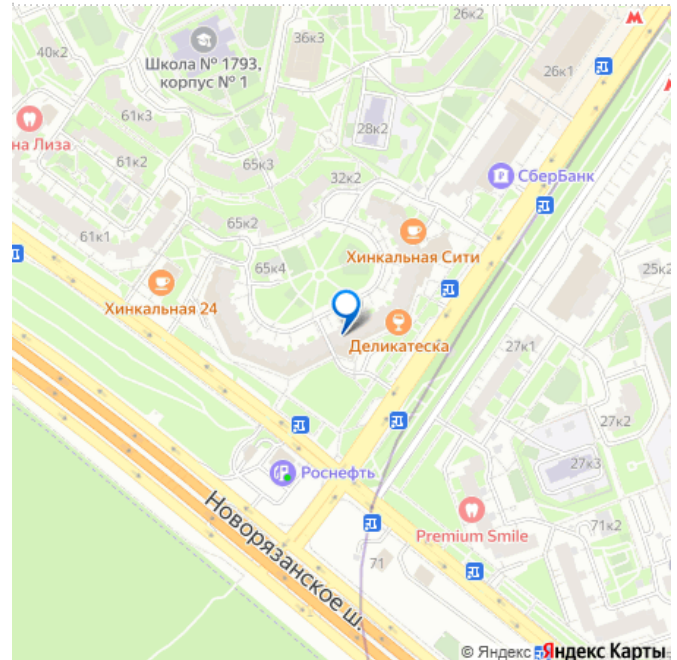 26к2
40к2
36к3
Школа № 1793,
корпус № 1
26к1
61к3
на Лиза
61к2
28к2
65к3
32к2
СберБанк
65к2
61к1
Хинкальная Сити
65к4
25к2
Хинкальная 24
Деликатеска
27к1
27к2
Роснефть
27к3
Новорязанское ш.
Premium Smile
71к2
71
© Яндекс Яндекс Карты